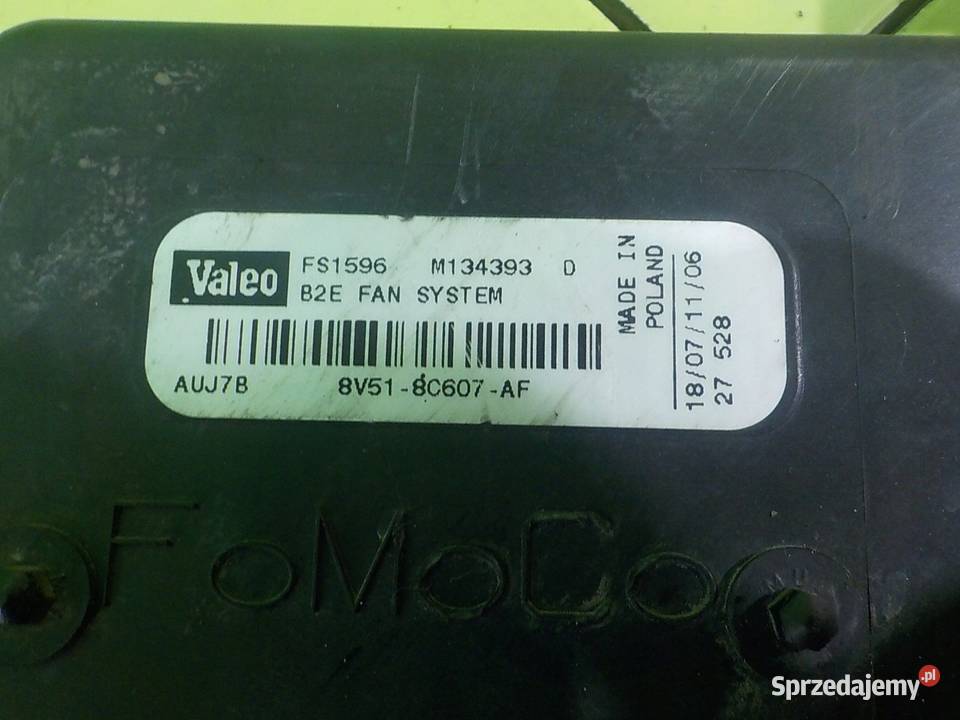 Valeo
FS1596 M134393 D
B2E FAN SYSTEM
AUJ7B 8V51-8C607-AF
MADE IN
POLAND
18/07/11/06
27 528
FoMoCo
Sprzedajemy.pl